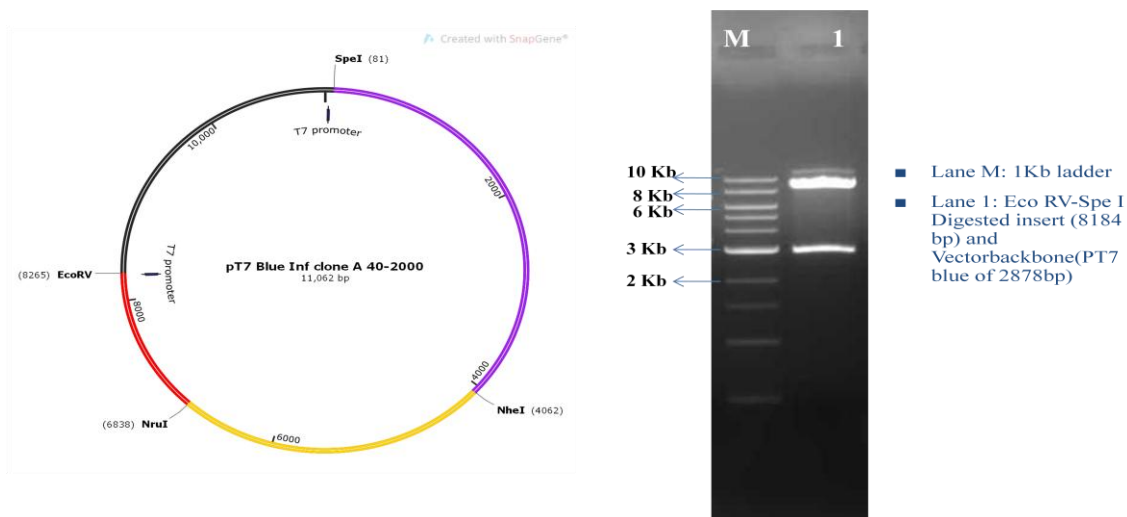 Created with SnapGene®
SpeI (81)
T7 promoter
10,000
2000
T7 promoter
(8265) EcoRV
8000
pT7 Blue Inf clone A 40-2000
11,062 bp
4000
NheI (4062)
(6838) NruI
6000
M 1
10 Kb
8 Kb
6 Kb
3 Kb
2 Kb
Lane M: 1Kb ladder
Lane 1: Eco RV-Spe I
Digested insert (8184
bp) and
Vectorbackbone(PT7
blue of 2878bp)